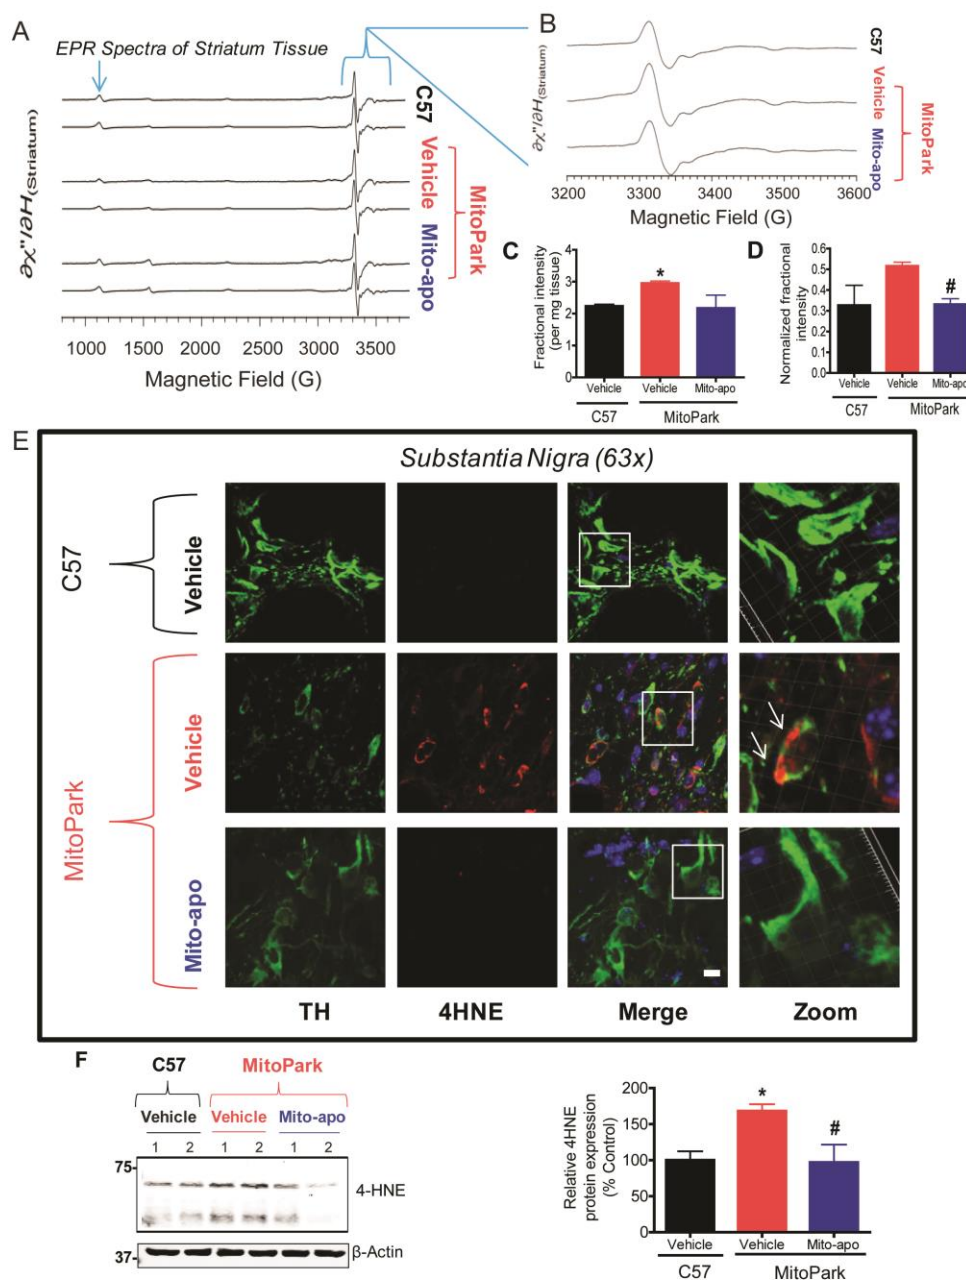 A
EPR Spectra of Striatum Tissue
∂χ"/∂H(Striatum)
C57
Vehicle
Mito-apo
MitoPark
800 1400 2000 2500 3000 3500
Magnetic Field (G)
B
∂χ"/∂H(Striatum)
C57
Vehicle
Mito-apo
MitoPark
3200 3300 3400 3500 3600
Magnetic Field (G)
C
Fractional intensity
(per mg tissue)
4
3
2
1
0
*
Vehicle Vehicle Mito-apo
C57 MitoPark
D
Normalized fractional
intensity
0.6
0.5
0.4
0.3
0.2
0.1
0.0
#
Vehicle Vehicle Mito-apo
C57 MitoPark
E
Substantia Nigra (63x)
C57
Vehicle
MitoPark
Vehicle
Mito-apo
TH 4HNE Merge Zoom
F
C57 MitoPark
Vehicle Vehicle Mito-apo
1 2 1 2 1 2
75-
4-HNE
37-
β-Actin
Relative 4HNE
protein expression
(% Control)
200
150
100
50
0
*
#
Vehicle Vehicle Mito-apo
C57 MitoPark